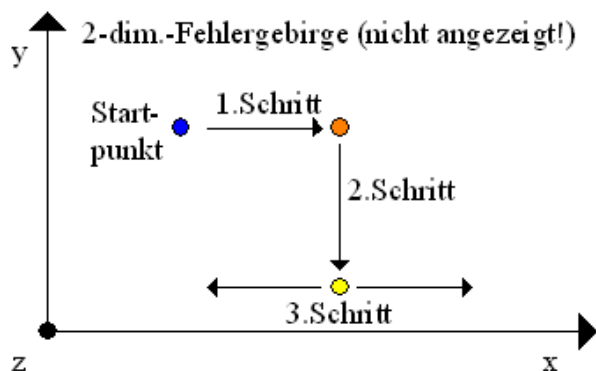 y
2-dim.-Fehlergebirge (nicht angezeigt!)
Start-
punkt
1.Schritt
2.Schritt
3.Schritt
z
x